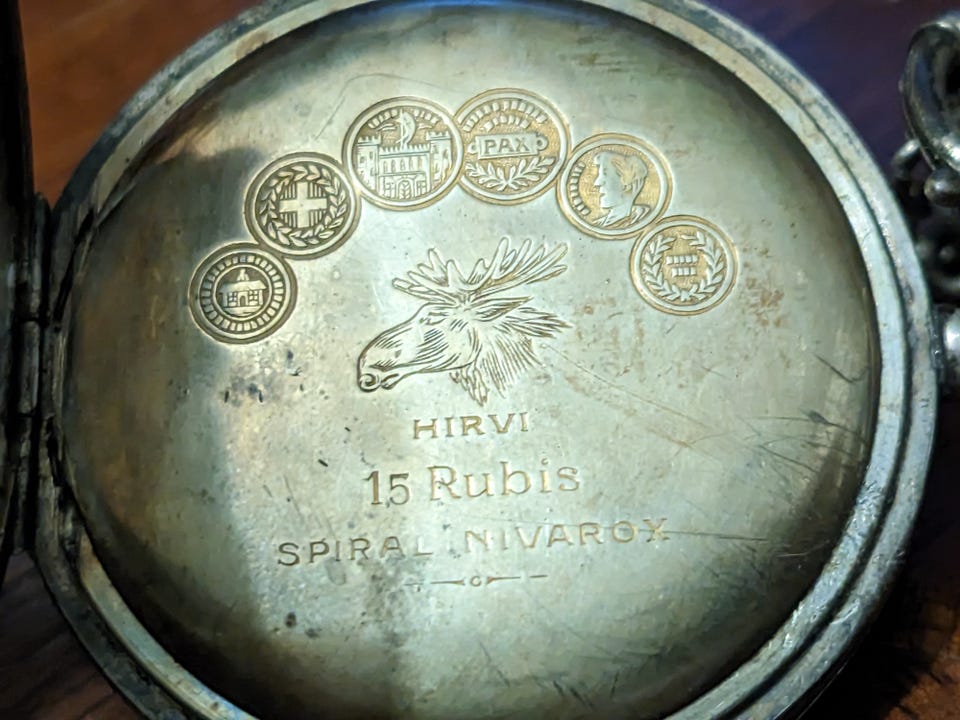 PAX
HIRVI
15 Rubis
SPIRAL NIVAROX